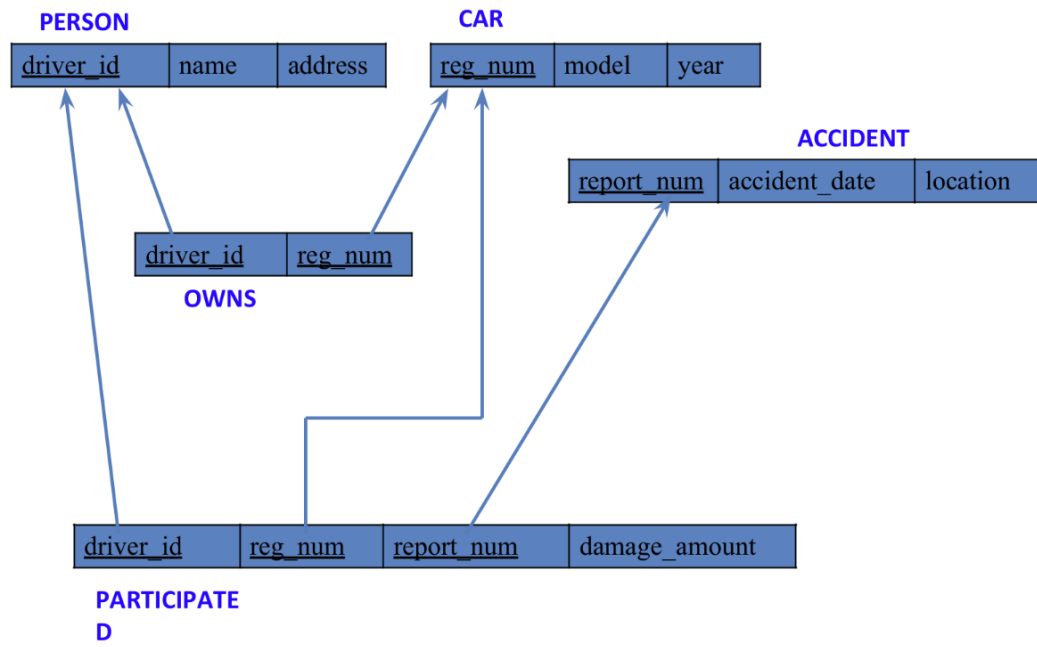 PERSON
CAR
driver_id name address
reg_num model year
ACCIDENT
report_num accident_date location
driver_id reg_num
OWNS
driver_id reg_num report_num damage_amount
PARTICIPATE
D